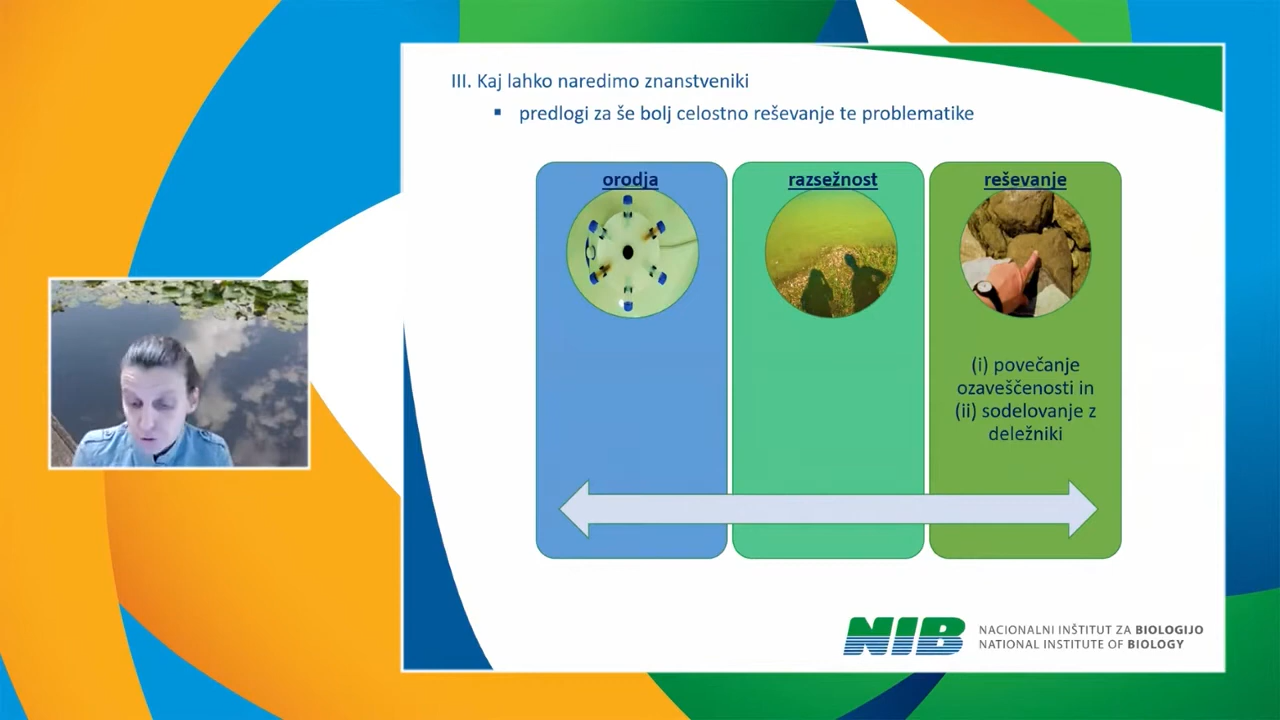 III. Kaj lahko naredimo znanstveniki
▪ predlogi za še bolj celostno reševanje te problematike
orodja
razsežnost
reševanje
(i) povečanje
ozaveščenosti in
(ii) sodelovanje z
deležniki
NIB
NACIONALNI INŠTITUT ZA BIOLOGIJO
NATIONAL INSTITUTE OF BIOLOGY